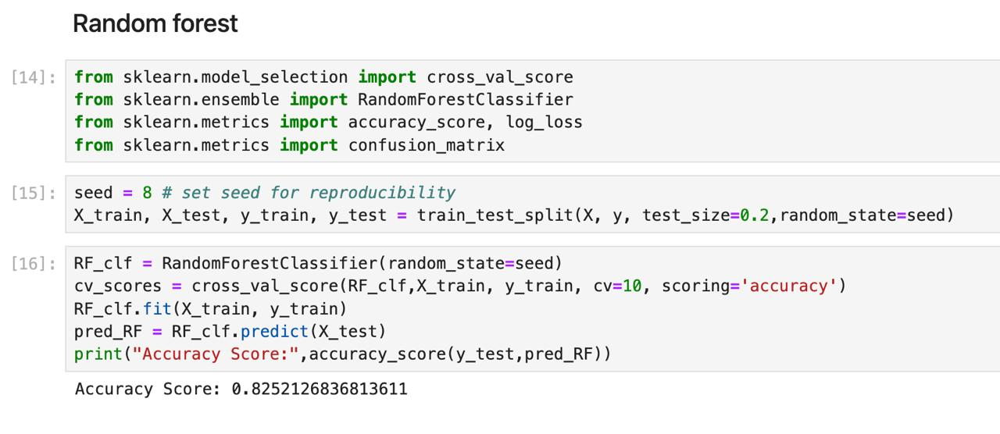 Random forest
[14]:
from sklearn.model_selection import cross_val_score
from sklearn.ensemble import RandomForestClassifier
from sklearn.metrics import accuracy_score, log_loss
from sklearn.metrics import confusion_matrix
[15]:
seed = 8 # set seed for reproducibility
X_train, X_test, y_train, y_test = train_test_split(X, y, test_size=0.2,random_state=seed)
[16]:
RF_clf = RandomForestClassifier(random_state=seed)
cv_scores = cross_val_score(RF_clf,X_train, y_train, cv=10, scoring='accuracy')
RF_clf.fit(X_train, y_train)
pred_RF = RF_clf.predict(X_test)
print("Accuracy Score:",accuracy_score(y_test,pred_RF))
Accuracy Score: 0.8252126836813611